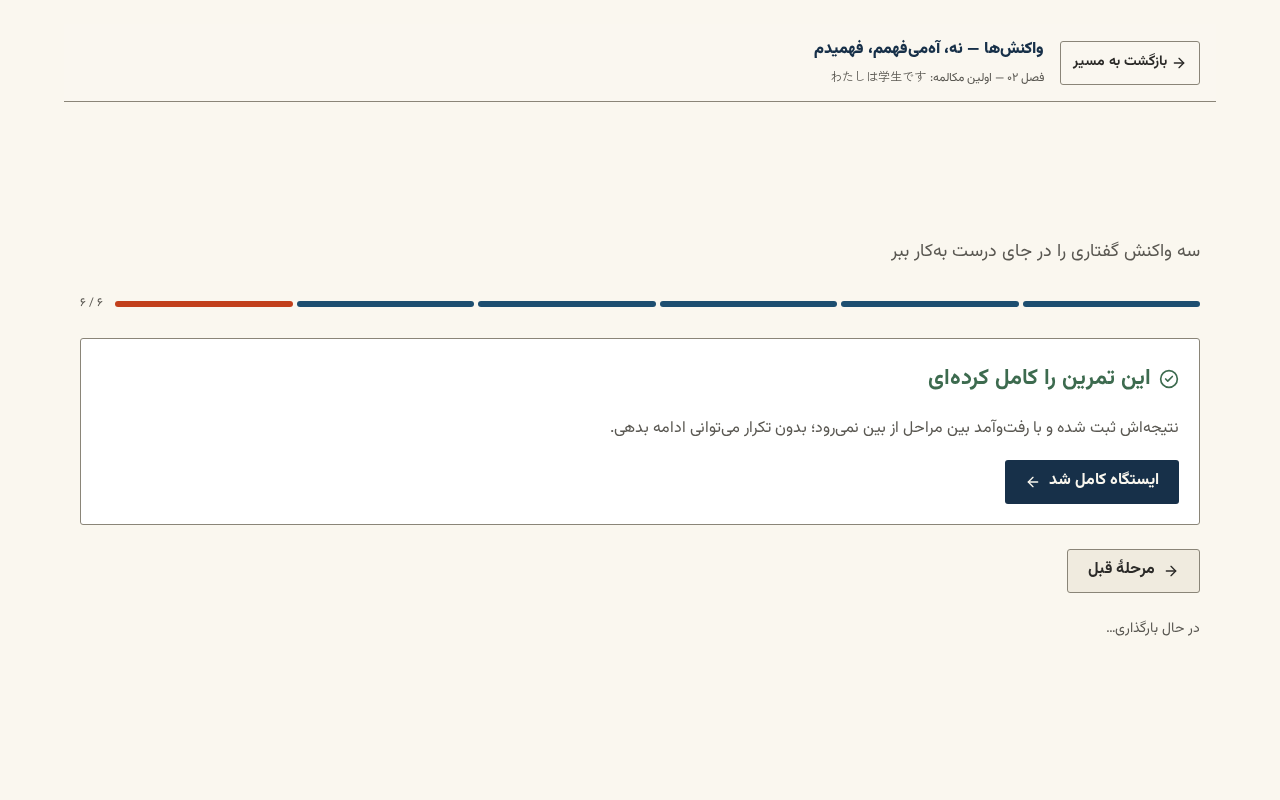 بازگشت به مسیر
واکنش‌ها — نه، آه‌می‌فهمم، فهمیدم
فصل ۰۲ — اولین مکالمه: わたしは学生です
سه واکنش گفتاری را در جای درست به‌کار ببر
۶ / ۶
این تمرین را کامل کرده‌ای
نتیجه‌اش ثبت شده و با رفت‌وآمد بین مراحل از بین نمی‌رود؛ بدون تکرار می‌توانی ادامه بدهی.
ایستگاه کامل شد
مرحلهٔ قبل
در حال بارگذاری…